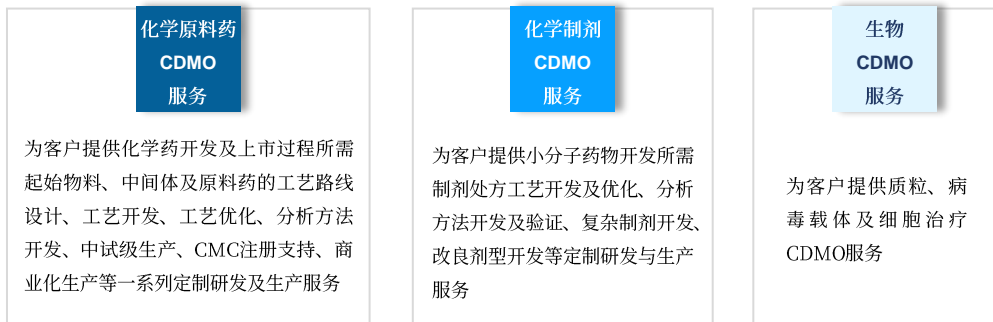 化学原料药
CDMO
服务
为客户提供化学药开发及上市过程所需
起始物料、中间体及原料药的工艺路线
设计、工艺开发、工艺优化、分析方法
开发、中试级生产、CMC注册支持、商
业化生产等一系列定制研发及生产服务
化学制剂
CDMO
服务
为客户提供小分子药物开发所需
制剂处方工艺开发及优化、分析
方法开发及验证、复杂制剂开发、
改良剂型开发等定制研发与生产
服务
生物
CDMO
服务
为客户提供质粒、病
毒载体及细胞治疗
CDMO服务